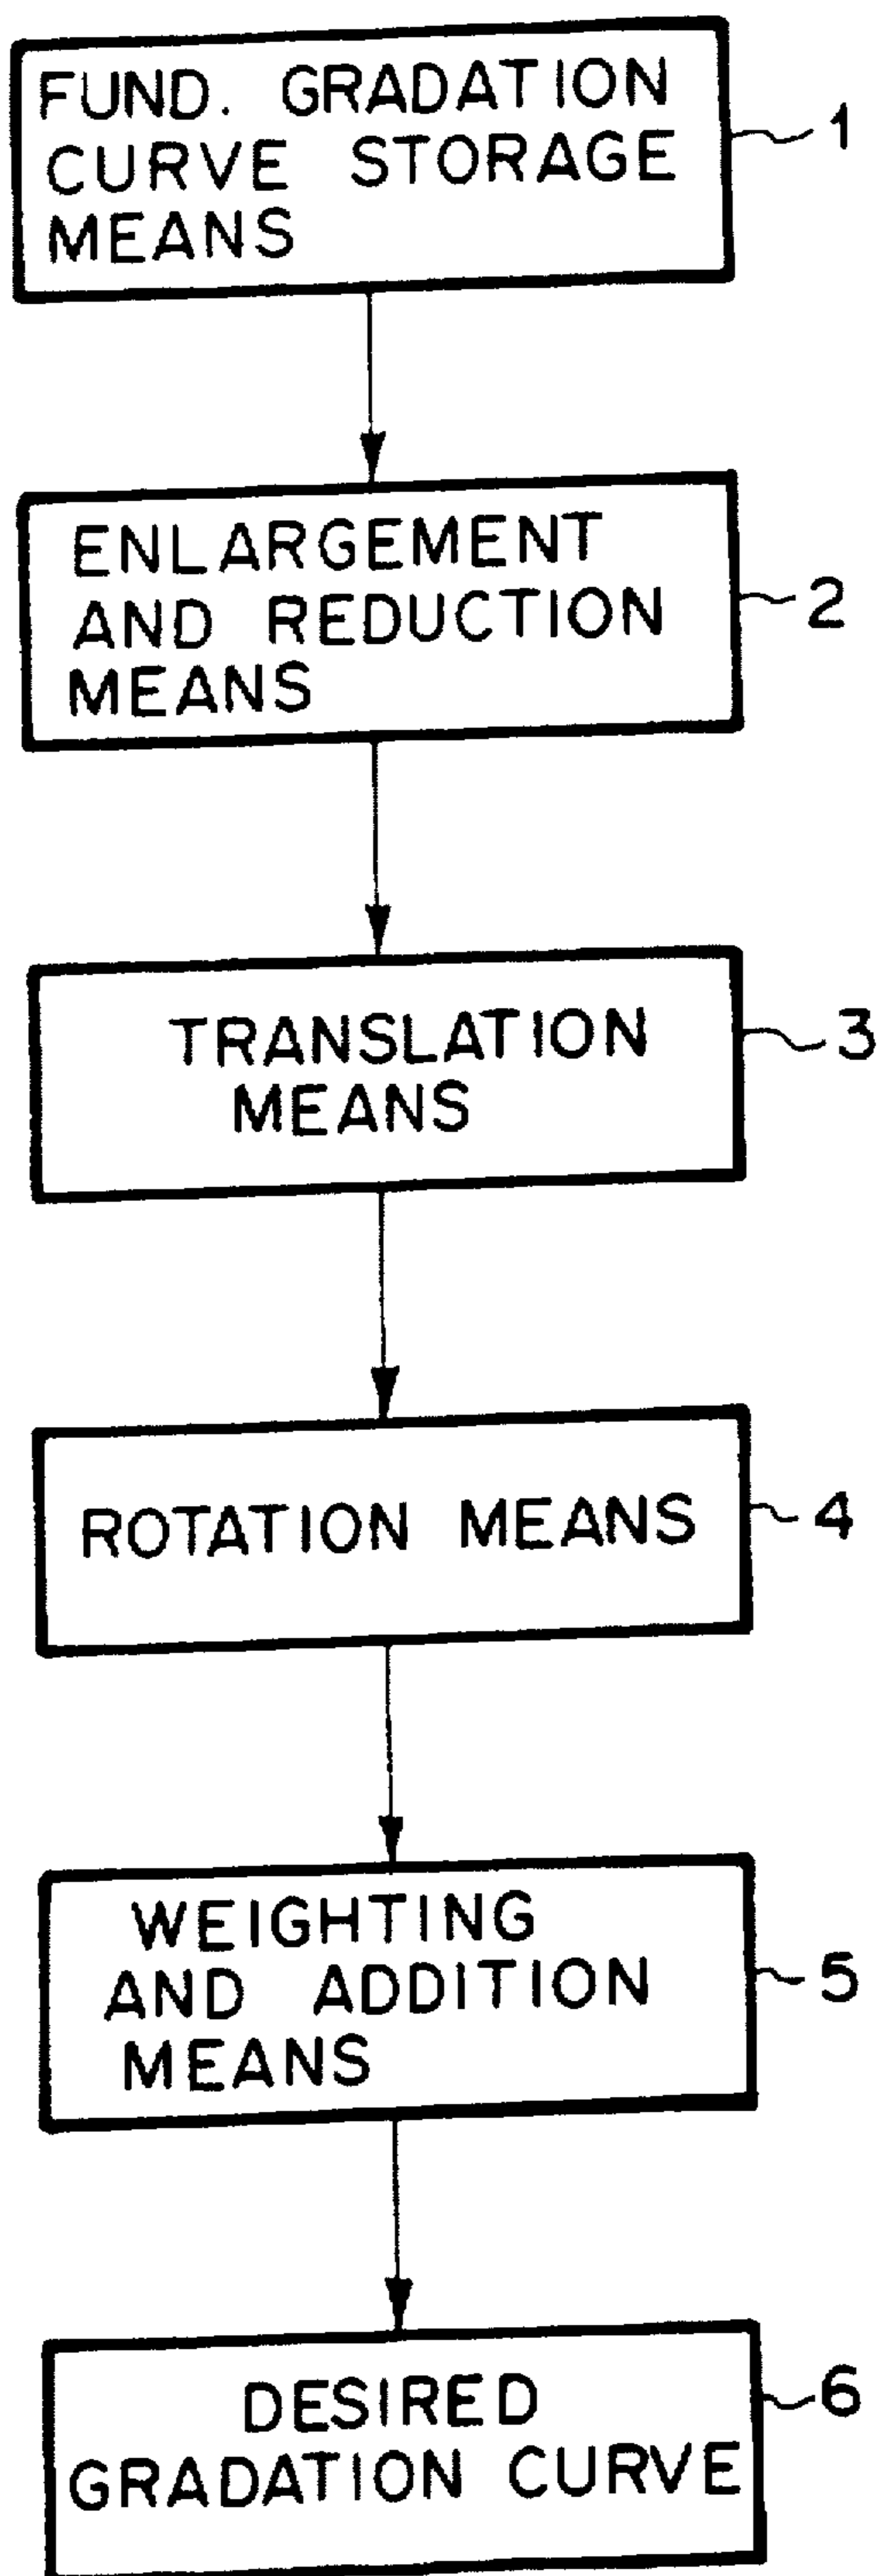 FUND. GRADATION
CURVE STORAGE
MEANS
1
ENLARGEMENT
AND REDUCTION
MEANS
2
TRANSLATION
MEANS
3
ROTATION MEANS
4
WEIGHTING
AND ADDITION
MEANS
5
DESIRED
GRADATION CURVE
6